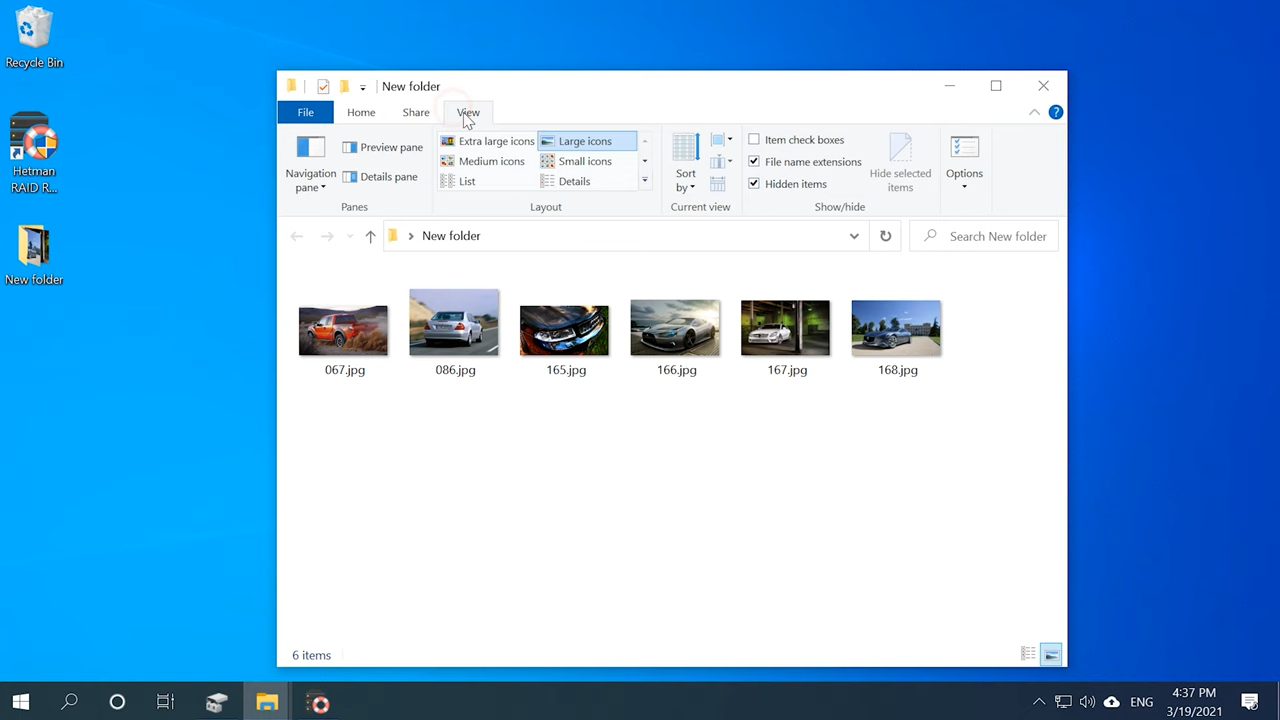 Recycle Bin
Hetman
RAID R...
New folder
New folder
File
Home
Share
View
Navigation
pane
Preview pane
Details pane
Panes
Extra large icons
Large icons
Medium icons
Small icons
List
Details
Layout
Sort
by
Current view
Item check boxes
File name extensions
Hidden items
Hide selected
items
Show/hide
Options
New folder
Search New folder
067.jpg
086.jpg
165.jpg
166.jpg
167.jpg
168.jpg
6 items
ENG
4:37 PM
3/19/2021